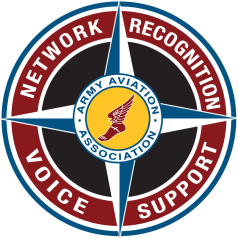 NETWORK
RECOGNITION
· ARMY AVIATION ·
ASSOCIATION
VOICE
SUPPORT